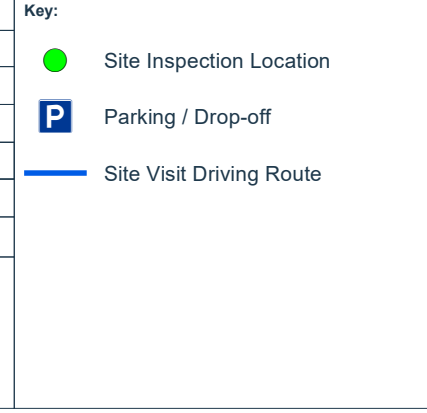 Key:
Site Inspection Location
P
Parking / Drop-off
Site Visit Driving Route